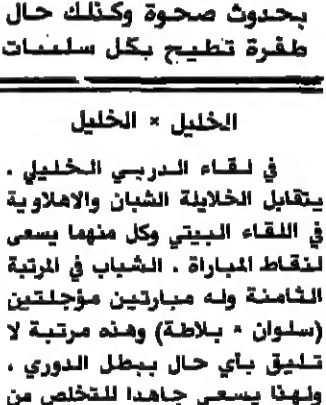 بحدوث صحوة وكذلك حال
طفرة تطيح بكل سلبيات
الخليل × الخليل
في لقاء الدربي الخليلي .
يتقابل الخلايلة الشبان والاهلاوية
في اللقاء البيتي وكل منهما يسعى
لنقاط المباراة . الشباب في المرتبة
الثامنة وله مبارتين مؤجلتين
(سلوان * بلاطة) وهذه مرتبة لا
تليق بأي حال ببطل الدوري ،
ولهذا يسعى جاهدا للتخلص من